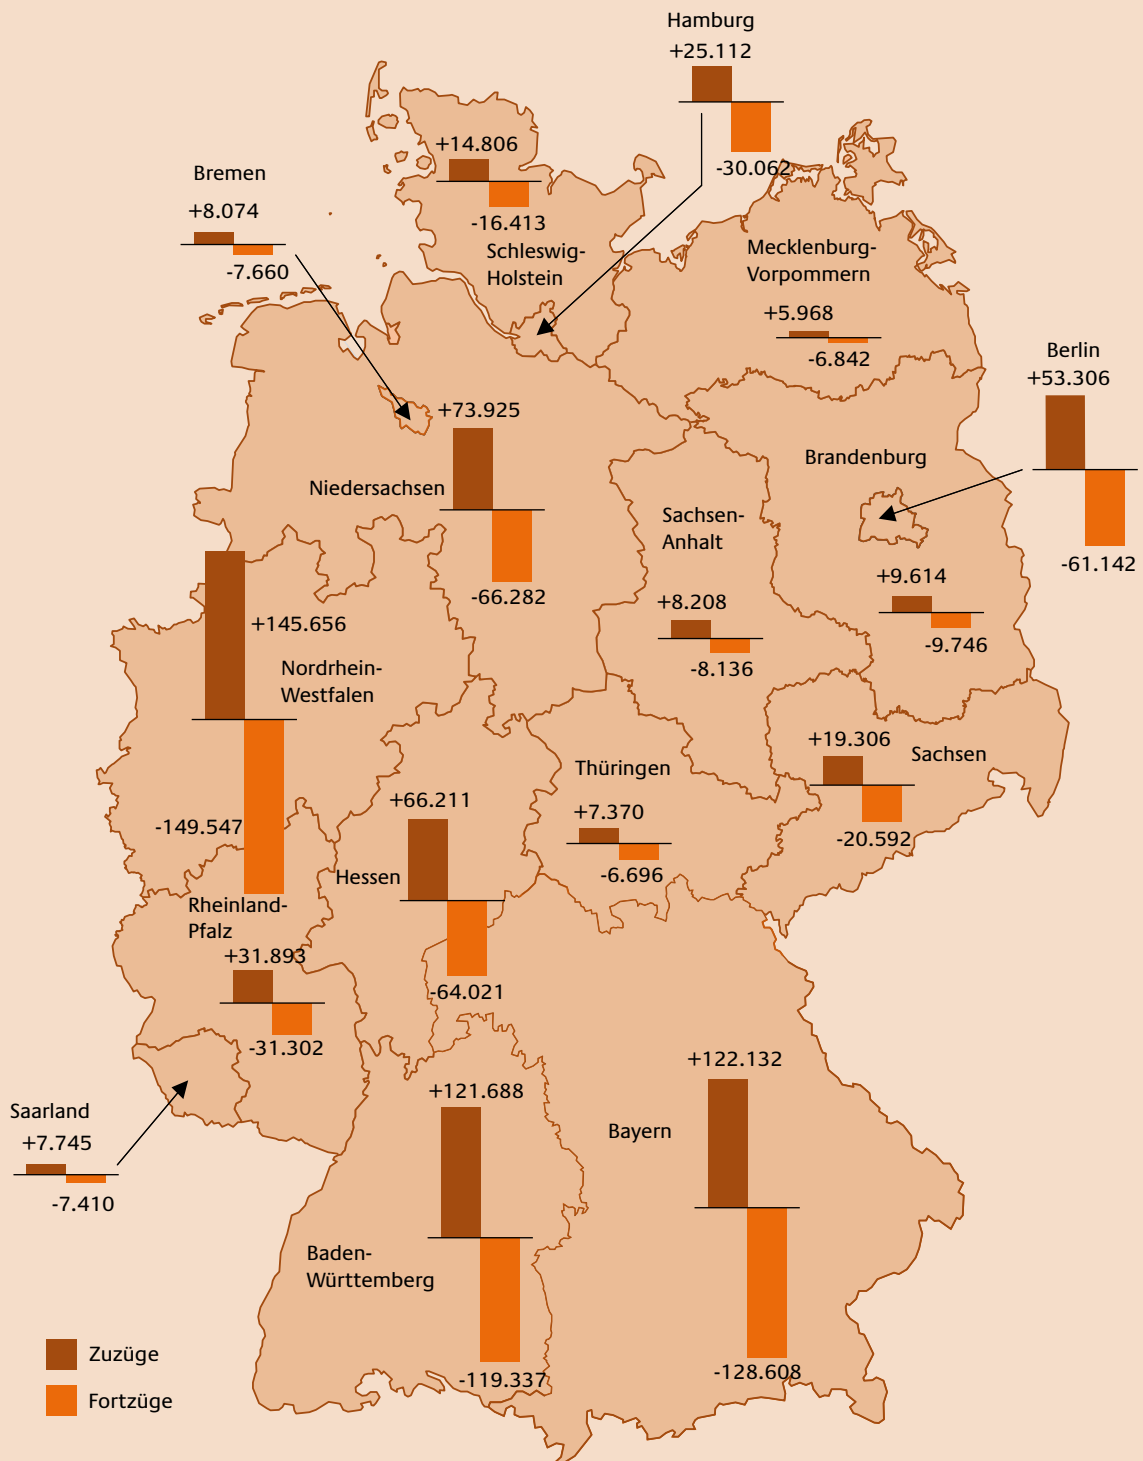 Hamburg
+25.112
-30.062
+14.806
-16.413
Schleswig-
Holstein
Bremen
+8.074
-7.660
Mecklenburg-
Vorpommern
+5.968
-6.842
Berlin
+53.306
-61.142
+73.925
Niedersachsen
-66.282
Brandenburg
+9.614
-9.746
Sachsen-
Anhalt
+8.208
-8.136
+145.656
Nordrhein-
Westfalen
-149.547
+19.306
Sachsen
-20.592
Thüringen
+7.370
-6.696
+66.211
Hessen
-64.021
Rheinland-
Pfalz
+31.893
-31.302
Saarland
+7.745
-7.410
+121.688
Baden-
Württemberg
-119.337
+122.132
Bayern
-128.608
Zuzüge
Fortzüge